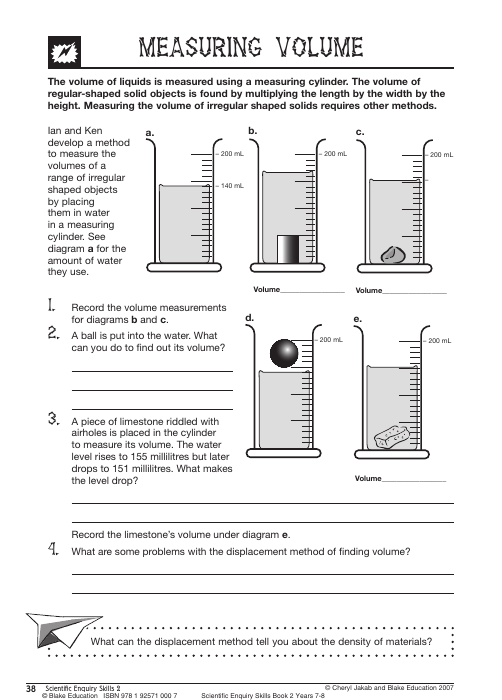 MEASURING VOLUME
The volume of liquids is measured using a measuring cylinder. The volume of
regular-shaped solid objects is found by multiplying the length by the width by the
height. Measuring the volume of irregular shaped solids requires other methods.
Ian and Ken
develop a method
to measure the
volumes of a
range of irregular
shaped objects
by placing
them in water
in a measuring
cylinder. See
diagram a for the
amount of water
they use.
a.
200 mL
140 mL
b.
200 mL
Volume
c.
200 mL
Volume
1. Record the volume measurements
for diagrams b and c.
2. A ball is put into the water. What
can you do to find out its volume?
d.
200 mL
e.
200 mL
Volume
3. A piece of limestone riddled with
airholes is placed in the cylinder
to measure its volume. The water
level rises to 155 millilitres but later
drops to 151 millilitres. What makes
the level drop?
Record the limestone's volume under diagram e.
4. What are some problems with the displacement method of finding volume?
What can the displacement method tell you about the density of materials?
38 Scientific Enquiry Skills 2
© Cheryl Jakab and Blake Education 2007
© Blake Education ISBN 978 1 92571 000 7 Scientific Enquiry Skills Book 2 Years 7-8